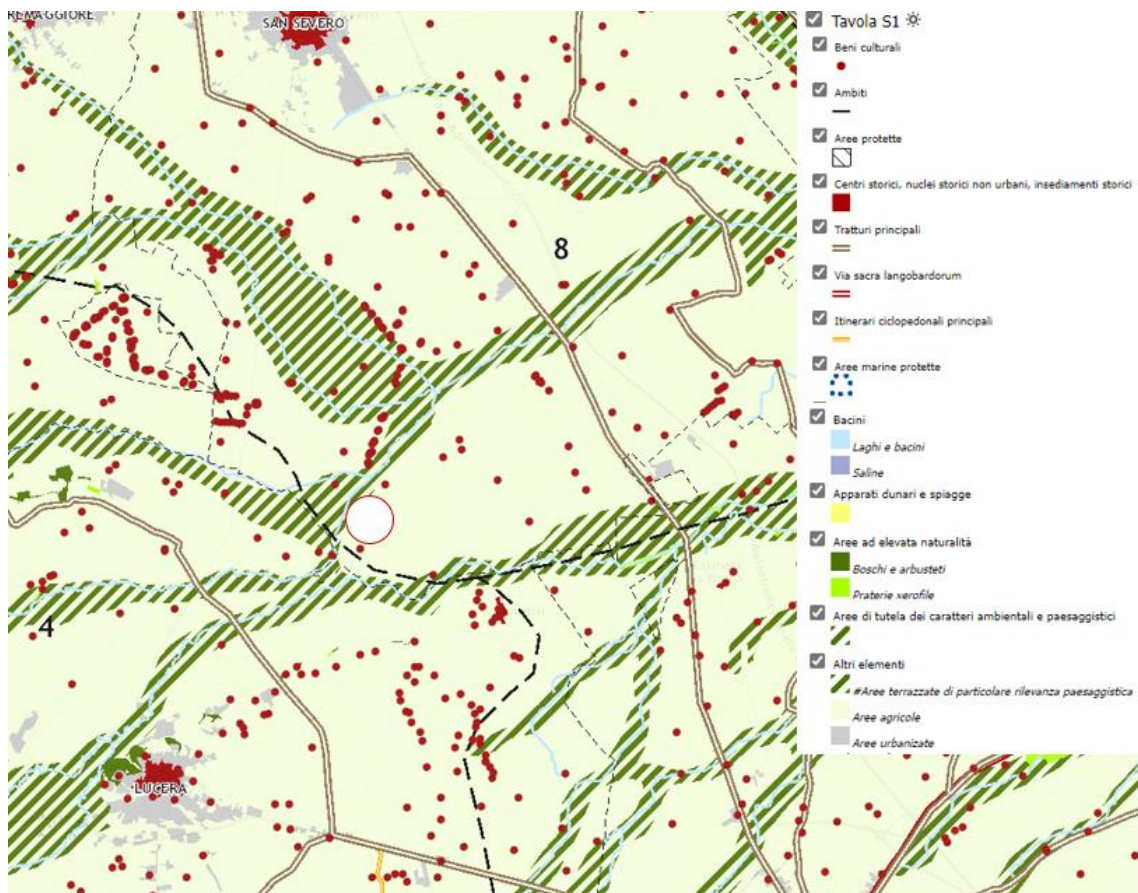 REMAGGIORE
SAN SEVERO
8
4
LUCERA
Tavola S1
Beni culturali
Ambiti
Aree protette
Centri storici, nuclei storici non urbani, insediamenti storici
Tratturi principali
Via sacra langobardorum
Itinerari ciclopedonali principali
Aree marine protette
Bacini
Laghi e bacini
Saline
Apparati dunari e spiagge
Aree ad elevata naturalità
Boschi e arbusteti
Praterie xerofile
Aree di tutela dei caratteri ambientali e paesaggistici
Altri elementi
#Aree terrazzate di particolare rilevanza paesaggistica
Aree agricole
Aree urbanizzate